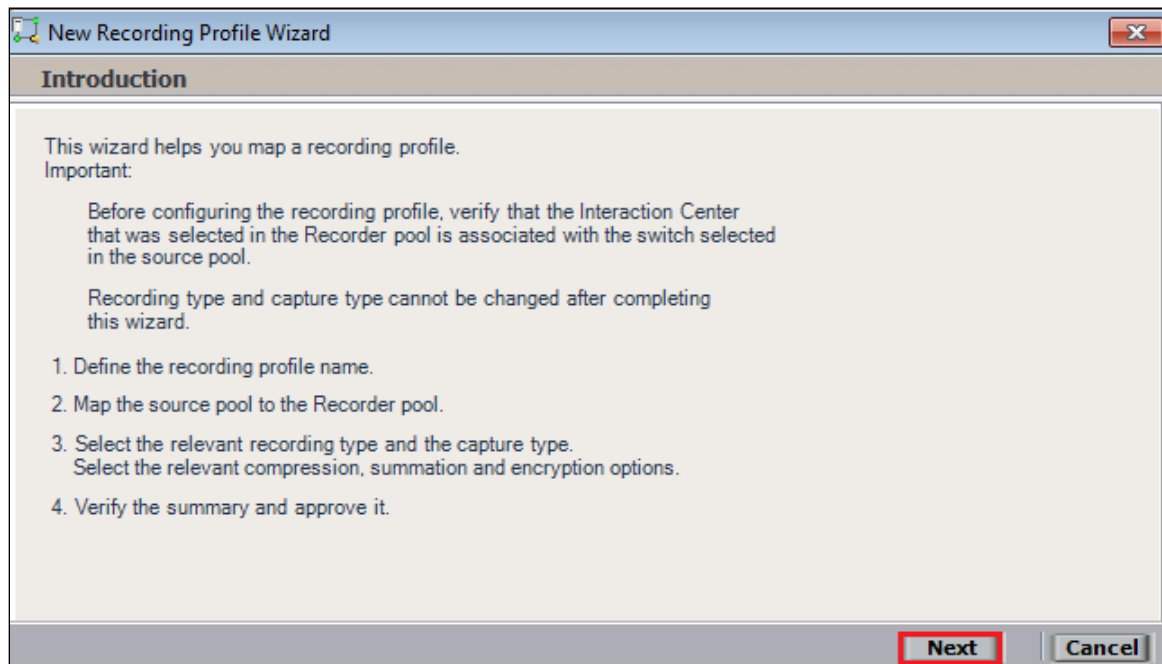 New Recording Profile Wizard
Introduction
This wizard helps you map a recording profile.
Important:
Before configuring the recording profile, verify that the Interaction Center
that was selected in the Recorder pool is associated with the switch selected
in the source pool.
Recording type and capture type cannot be changed after completing
this wizard.
1. Define the recording profile name.
2. Map the source pool to the Recorder pool.
3. Select the relevant recording type and the capture type.
Select the relevant compression, summation and encryption options.
4. Verify the summary and approve it.
Next
Cancel